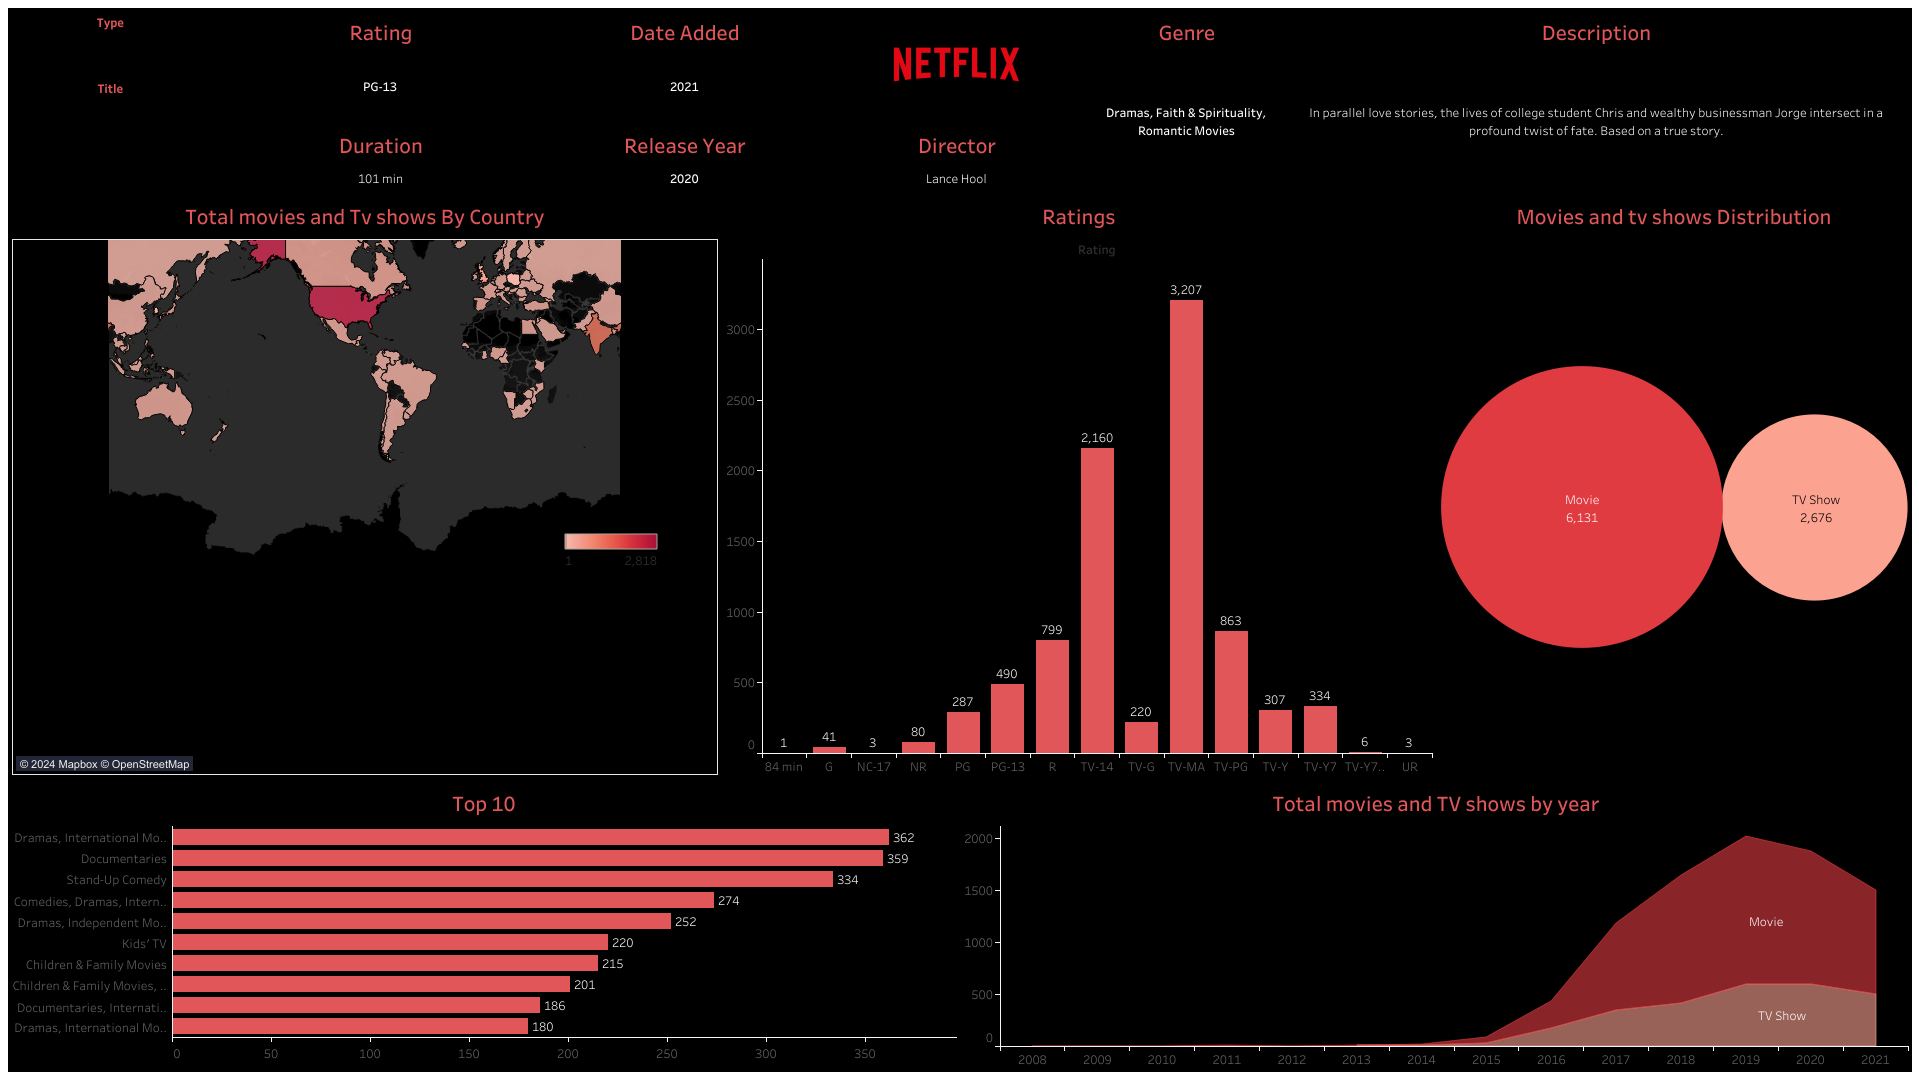 Type
Title
Rating
PG-13
Date Added
2021
NETFLIX
Genre
Dramas, Faith & Spirituality,
Romantic Movies
Description
In parallel love stories, the lives of college student Chris and wealthy businessman Jorge intersect in a
profound twist of fate. Based on a true story.
Duration
101 min
Release Year
2020
Director
Lance Hool
Total movies and Tv shows By Country
1
2,818
© 2024 Mapbox © OpenStreetMap
Ratings
Rating
3000
2500
2000
1500
1000
500
0
1
41
3
80
287
490
799
2,160
220
3,207
863
307
334
6
3
84 min
G
NC-17
NR
PG
PG-13
R
TV-14
TV-G
TV-MA
TV-PG
TV-Y
TV-Y7
TV-Y7..
UR
Movies and tv shows Distribution
Movie
6,131
TV Show
2,676
Top 10
Dramas, International Mo.. 362
Documentaries 359
Stand-Up Comedy 334
Comedies, Dramas, Intern.. 274
Dramas, Independent Mo.. 252
Kids' TV 220
Children & Family Movies 215
Children & Family Movies, .. 201
Documentaries, Internati.. 186
Dramas, International Mo.. 180
0 50 100 150 200 250 300 350
Total movies and TV shows by year
2000
1500
1000
500
0
Movie
TV Show
2008 2009 2010 2011 2012 2013 2014 2015 2016 2017 2018 2019 2020 2021